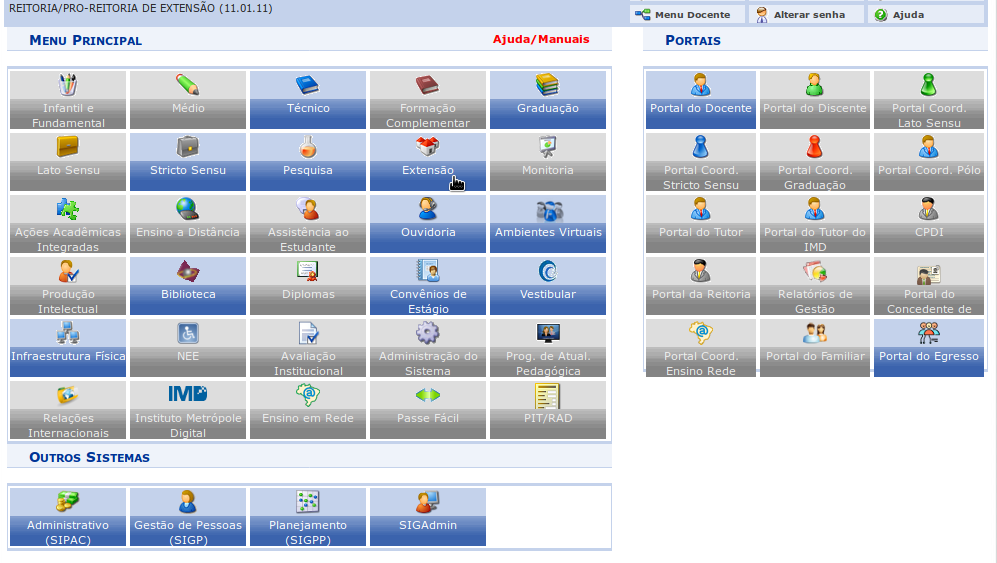 REITORIA/PRO-REITORIA DE EXTENSÃO (11.01.11)
Menu Docente
Alterar senha
Ajuda
Menu Principal
Ajuda/Manuais
Portais
Infantil e
Fundamental
Médio
Técnico
Formação
Complementar
Graduação
Lato Sensu
Stricto Sensu
Pesquisa
Extensão
Monitoria
Ações Acadêmicas
Integradas
Ensino a Distância
Assistência ao
Estudante
Ouvidoria
Ambientes Virtuais
Produção
Intelectual
Biblioteca
Diplomas
Convênios de
Estágio
Vestibular
Infraestrutura Física
NEE
Avaliação
Institucional
Administração do
Sistema
Prog. de Atual.
Pedagógica
Relações
Internacionais
IMD
Instituto Metrópole
Digital
Ensino em Rede
Passe Fácil
PIT/RAD
Portal do Docente
Portal do Discente
Portal Coord.
Lato Sensu
Portal Coord.
Stricto Sensu
Portal Coord.
Graduação
Portal Coord. Pólo
Portal do Tutor
Portal do Tutor do
IMD
CPDI
Portal da Reitoria
Relatórios de
Gestão
Portal do
Concedente de
Portal Coord.
Ensino Rede
Portal do Familiar
Portal do Egresso
Outros Sistemas
Administrativo
(SIPAC)
Gestão de Pessoas
(SIGP)
Planejamento
(SIGPP)
SIGAdmin